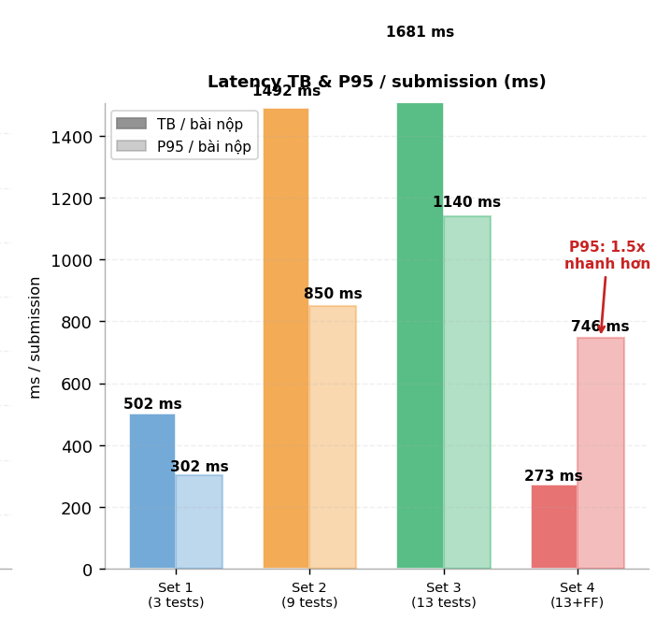 1681 ms
Latency TB & P95 / submission (ms)
1492 ms
TB / bài nộp
P95 / bài nộp
1400
1200
1140 ms
1000
P95: 1.5x
nhanh hơn
850 ms
800
746 ms
ms / submission
600
502 ms
400
302 ms
273 ms
200
0
Set 1
(3 tests)
Set 2
(9 tests)
Set 3
(13 tests)
Set 4
(13+FF)